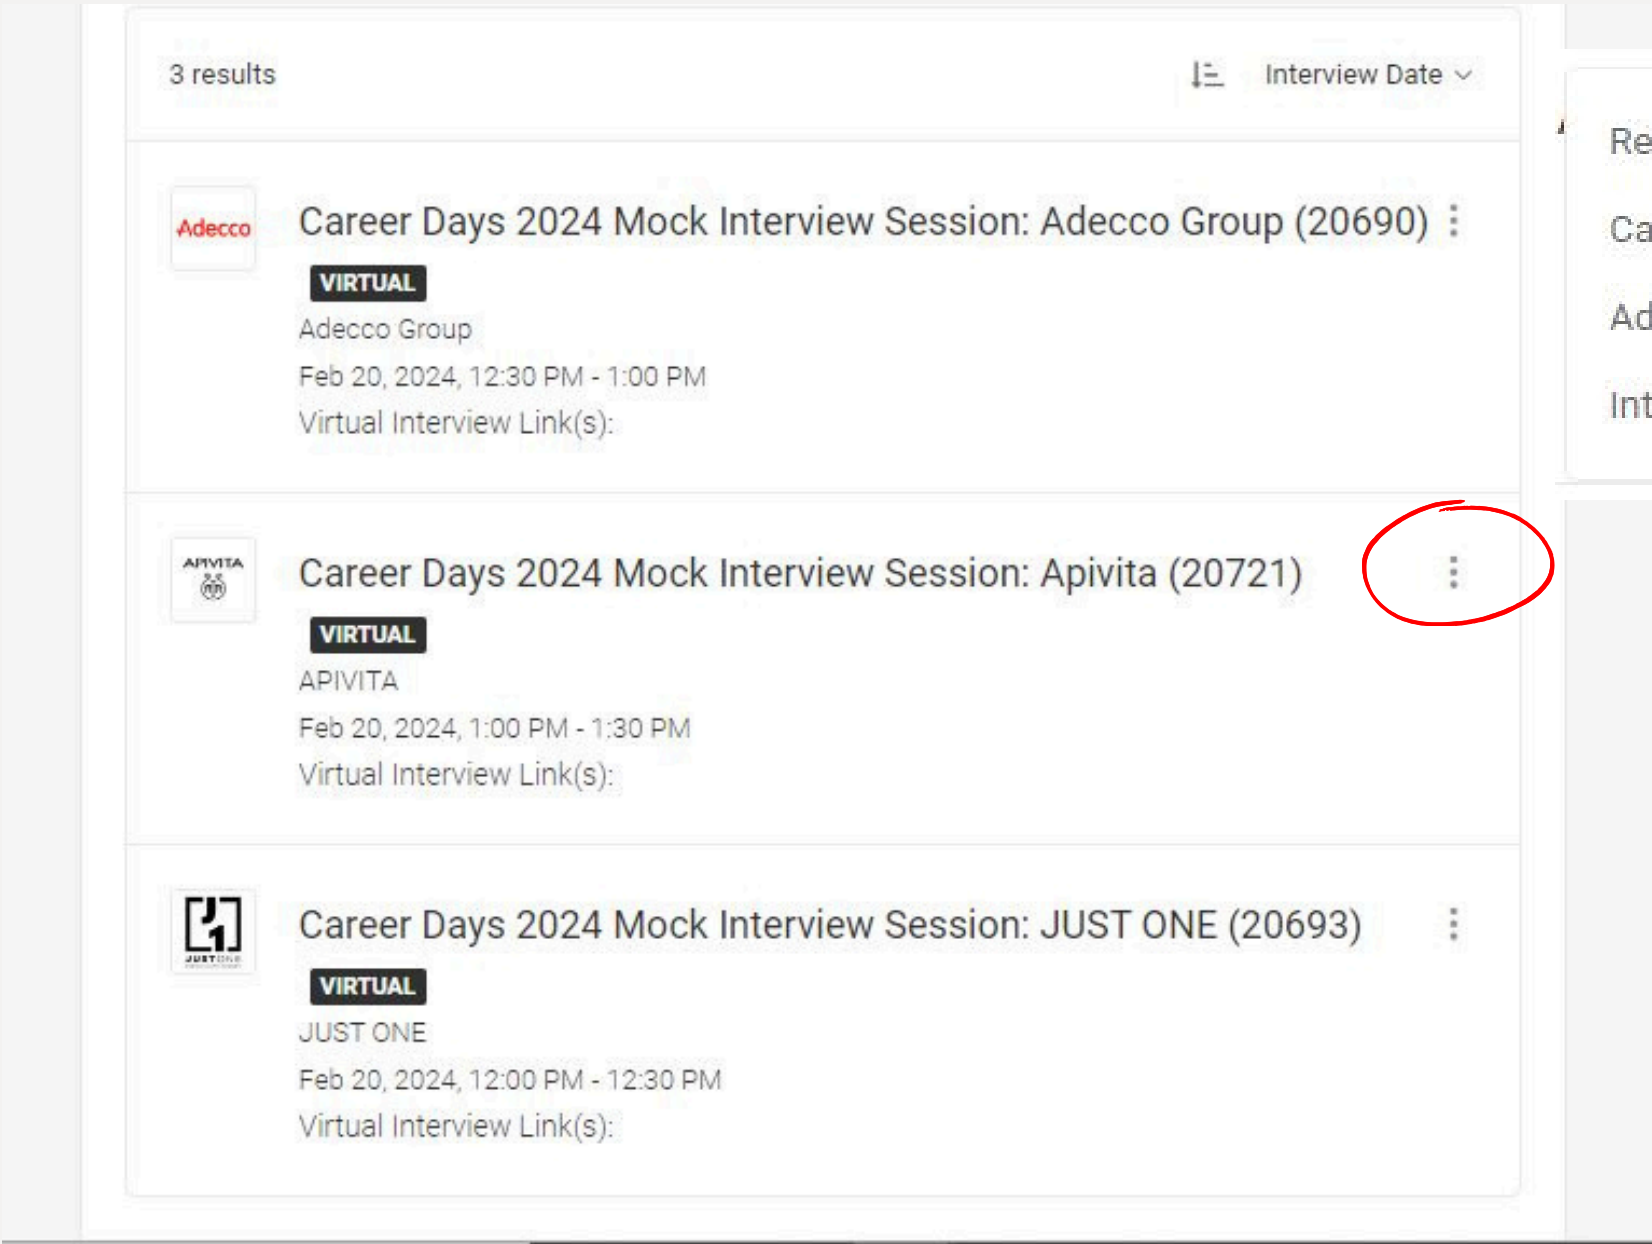 3 results
Interview Date
Adecco
Career Days 2024 Mock Interview Session: Adecco Group (20690)
VIRTUAL
Adecco Group
Feb 20, 2024, 12:30 PM - 1:00 PM
Virtual Interview Link(s):
APIVITA
Career Days 2024 Mock Interview Session: Apivita (20721)
VIRTUAL
APIVITA
Feb 20, 2024, 1:00 PM - 1:30 PM
Virtual Interview Link(s):
J1
JUSTONE
Career Days 2024 Mock Interview Session: JUST ONE (20693)
VIRTUAL
JUST ONE
Feb 20, 2024, 12:00 PM - 12:30 PM
Virtual Interview Link(s):
Re
Ca
Ad
Int